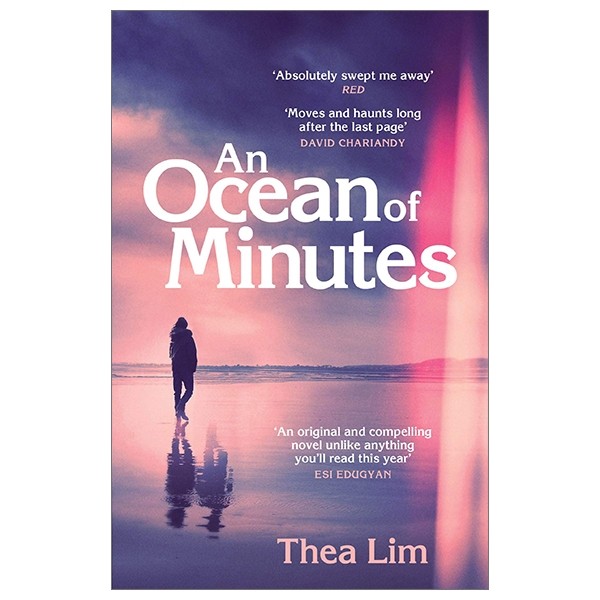 ‘Absolutely swept me away’
RED
‘Moves and haunts long
after the last page’
DAVID CHARIANDY
An
Ocean of
Minutes
‘An original and compelling
novel unlike anything
you’ll read this year’
ESI EDUGYAN
Thea Lim